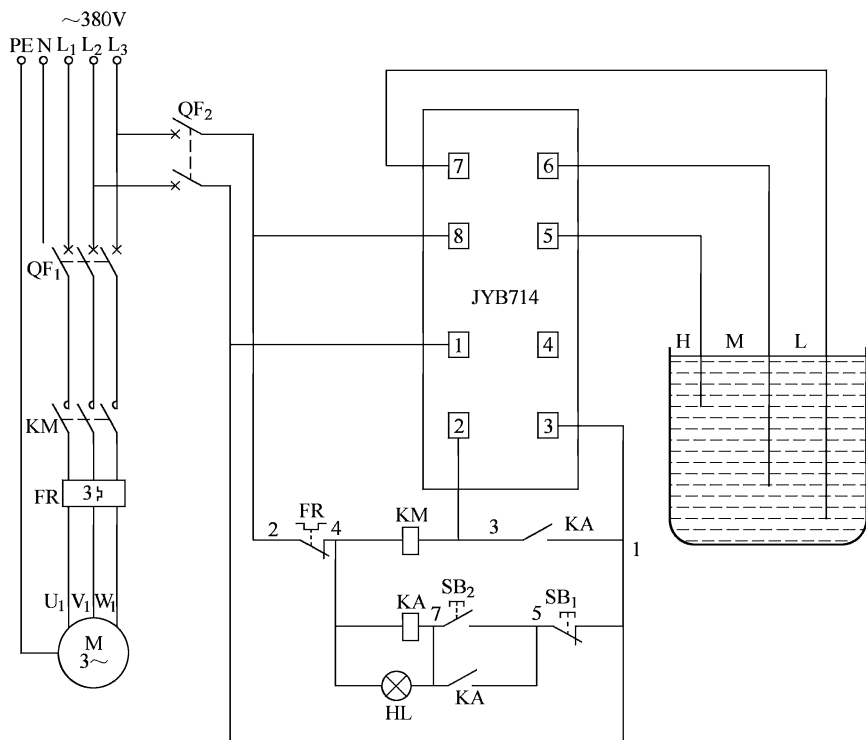 ～380V
PE N L₁ L₂ L₃
QF₂
7 6
8 5
QF₁
JYB714
H M L
1 4
KM
2 3
FR 3
FR KM KA
2 4 3 1
SB₂ SB₁
KA 7 5
U₁ V₁ W₁
M
3～
KA
HL